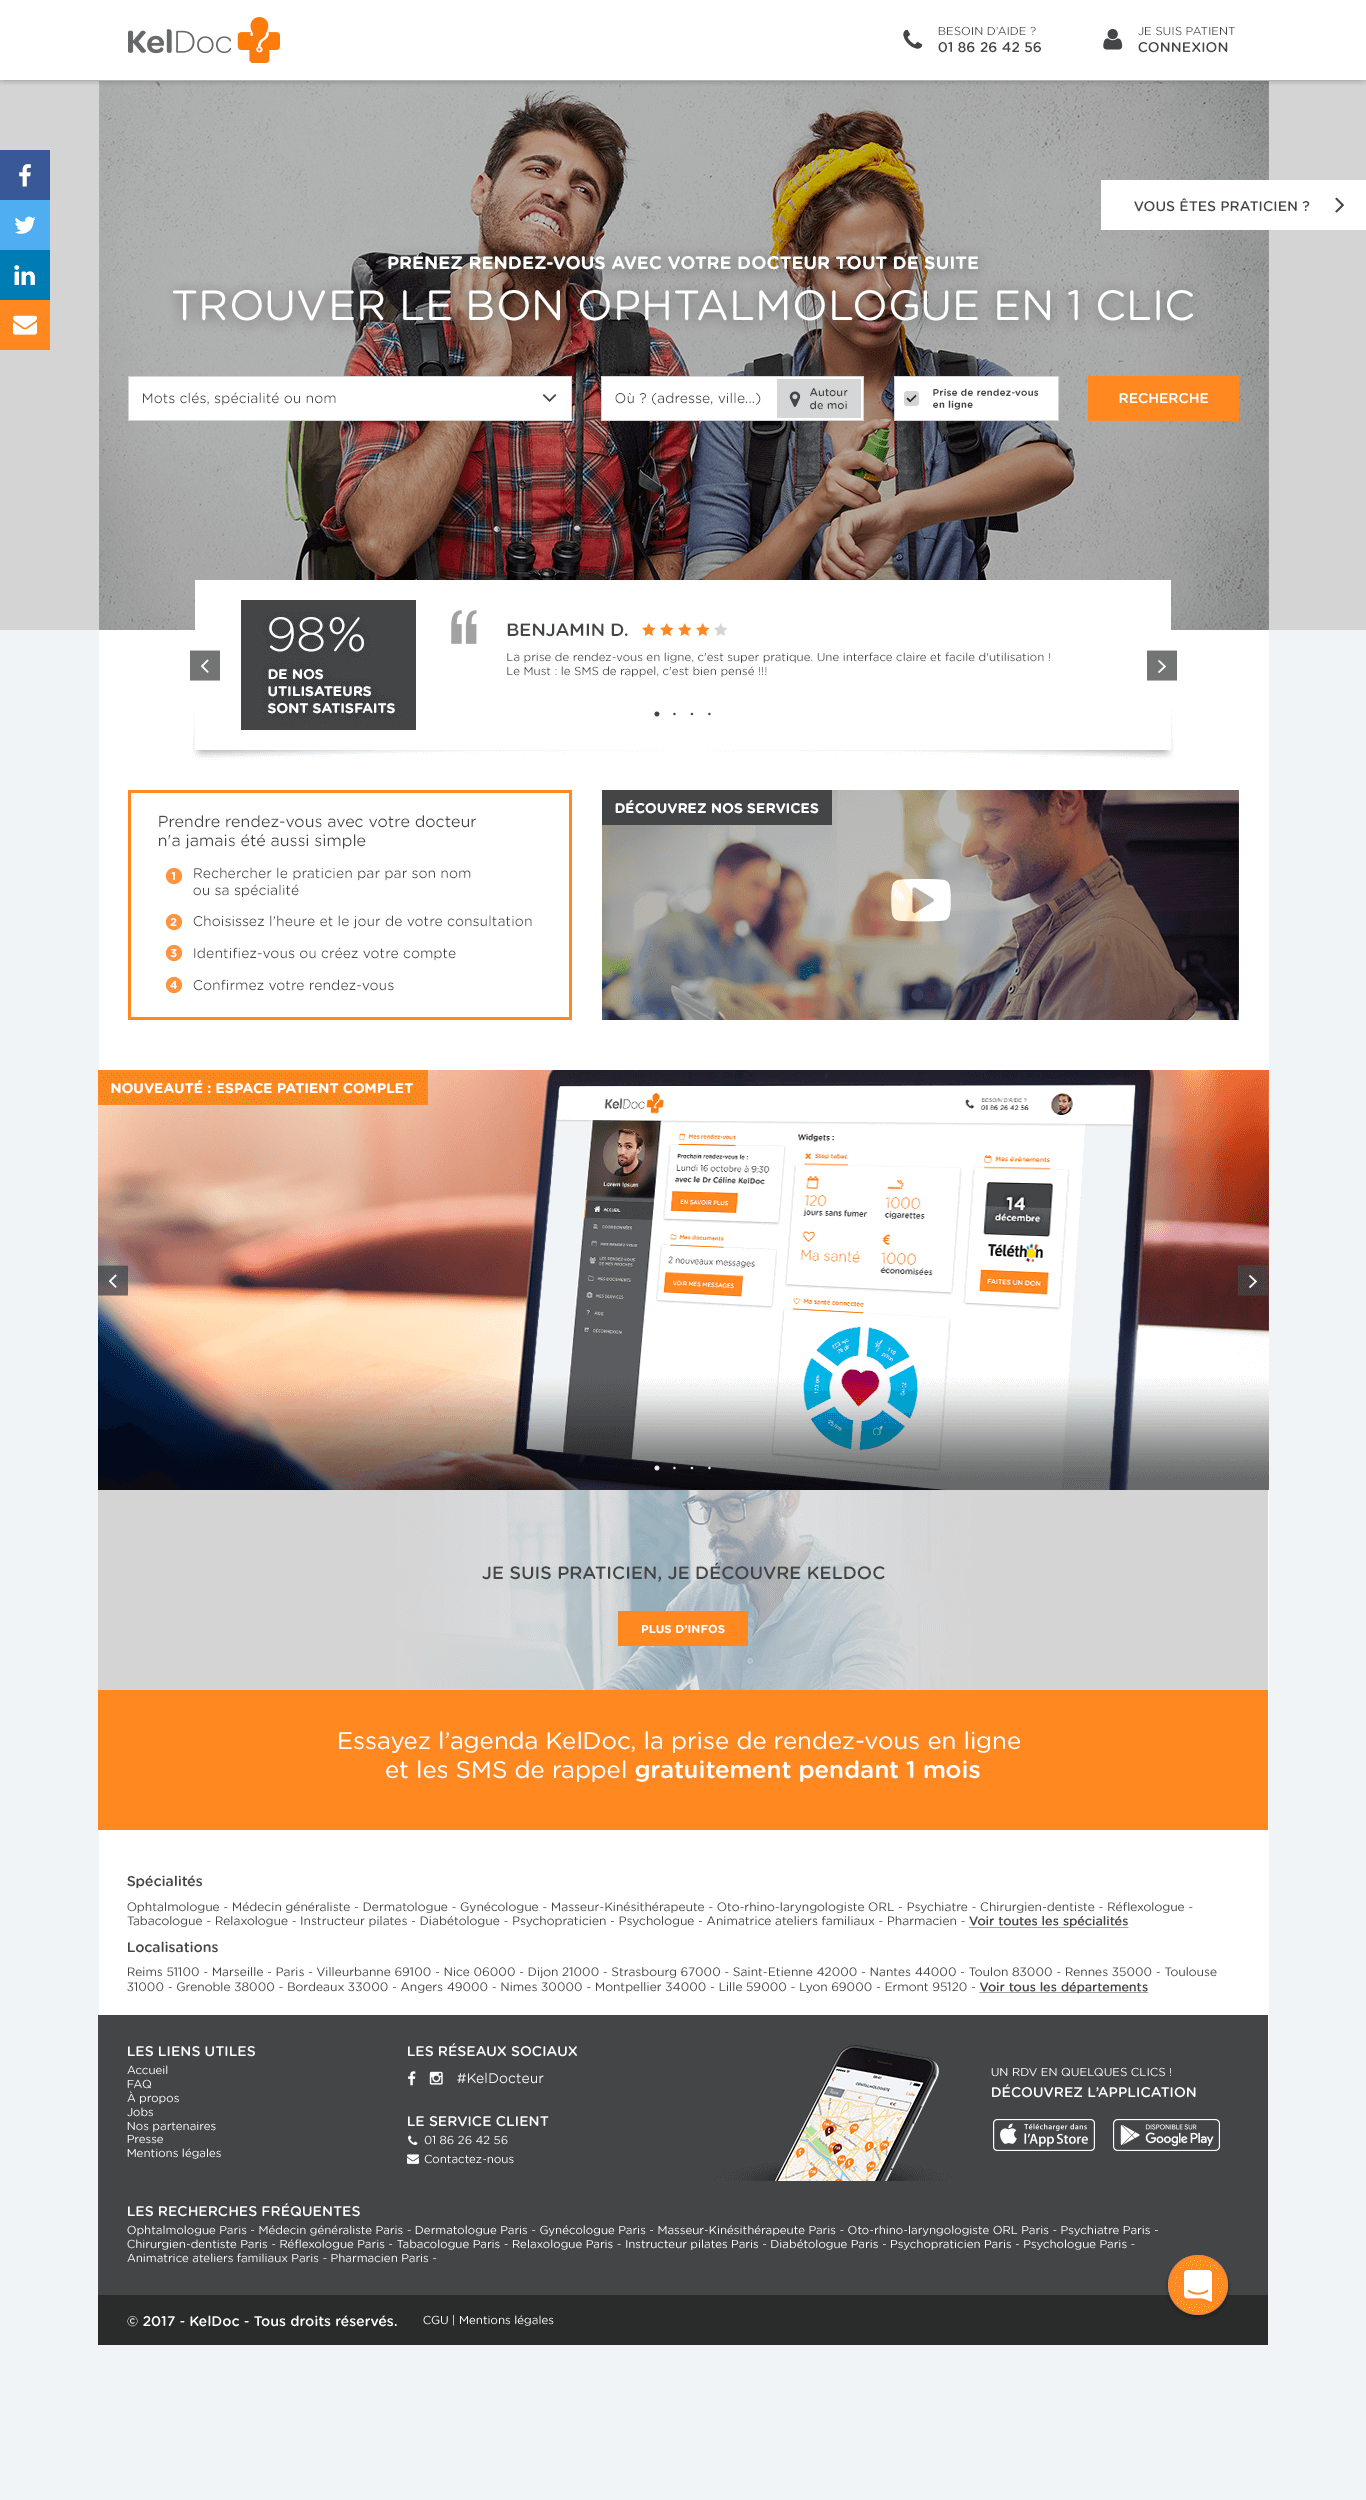 KelDoc
BESOIN D'AIDE ?
01 86 26 42 56
JE SUIS PATIENT
CONNEXION
VOUS ÊTES PRATICIEN ?
PRENEZ RENDEZ-VOUS AVEC VOTRE DOCTEUR TOUT DE SUITE
TROUVER LE BON OPHTALMOLOGUE EN 1 CLIC
Mots clés, spécialité ou nom
Où ? (adresse, ville...)
Autour
de moi
Prise de rendez-vous
en ligne
RECHERCHE
98%
DE NOS
UTILISATEURS
SONT SATISFAITS
BENJAMIN D.
La prise de rendez-vous en ligne, c'est super pratique. Une interface claire et facile d'utilisation !
Le Must : le SMS de rappel, c'est bien pensé !!!
Prendre rendez-vous avec votre docteur
n'a jamais été aussi simple
1 Rechercher le praticien par par son nom
ou sa spécialité
2 Choisissez l'heure et le jour de votre consultation
3 Identifiez-vous ou créez votre compte
4 Confirmez votre rendez-vous
DÉCOUVREZ NOS SERVICES
NOUVEAUTÉ : ESPACE PATIENT COMPLET
KelDoc
BESOIN D'AIDE ?
01 86 26 42 56
Lorem Ipsum
ACCUEIL
COORDONNÉES
MES RENDEZ-VOUS
LES RENDEZ-VOUS
DE MES PROCHES
MES DOCUMENTS
MES SERVICES
AIDE
DÉCONNEXION
Mes rendez-vous
Prochain rendez-vous le :
Lundi 16 octobre à 9:30
avec le Dr Céline KelDoc
EN SAVOIR PLUS
Mes documents
2 nouveaux messages
VOIR MES MESSAGES
Widgets :
Stop tabac
120
jours sans fumer
1000
cigarettes
Ma santé
€
1000
économisées
Mes événements
14
décembre
Téléthon
FAITES UN DON
Ma santé connectée
JE SUIS PRATICIEN, JE DÉCOUVRE KELDOC
PLUS D'INFOS
Essayez l'agenda KelDoc, la prise de rendez-vous en ligne
et les SMS de rappel gratuitement pendant 1 mois
Spécialités
Ophtalmologue - Médecin généraliste - Dermatologue - Gynécologue - Masseur-Kinésithérapeute - Oto-rhino-laryngologiste ORL - Psychiatre - Chirurgien-dentiste - Réflexologue -
Tabacologue - Relaxologue - Instructeur pilates - Diabétologue - Psychopraticien - Psychologue - Animatrice ateliers familiaux - Pharmacien - Voir toutes les spécialités
Localisations
Reims 51100 - Marseille - Paris - Villeurbanne 69100 - Nice 06000 - Dijon 21000 - Strasbourg 67000 - Saint-Etienne 42000 - Nantes 44000 - Toulon 83000 - Rennes 35000 - Toulouse
31000 - Grenoble 38000 - Bordeaux 33000 - Angers 49000 - Nimes 30000 - Montpellier 34000 - Lille 59000 - Lyon 69000 - Ermont 95120 - Voir tous les départements
LES LIENS UTILES
Accueil
FAQ
À propos
Jobs
Nos partenaires
Presse
Mentions légales
LES RÉSEAUX SOCIAUX
#KelDocteur
LE SERVICE CLIENT
01 86 26 42 56
Contactez-nous
OPHTALMOLOGISTE
UN RDV EN QUELQUES CLICS !
DÉCOUVREZ L'APPLICATION
Télécharger dans
l'App Store
DISPONIBLE SUR
Google Play
LES RECHERCHES FRÉQUENTES
Ophtalmologue Paris - Médecin généraliste Paris - Dermatologue Paris - Gynécologue Paris - Masseur-Kinésithérapeute Paris - Oto-rhino-laryngologiste ORL Paris - Psychiatre Paris -
Chirurgien-dentiste Paris - Réflexologue Paris - Tabacologue Paris - Relaxologue Paris - Instructeur pilates Paris - Diabétologue Paris - Psychopraticien Paris - Psychologue Paris -
Animatrice ateliers familiaux Paris - Pharmacien Paris -
© 2017 - KelDoc - Tous droits réservés.
CGU | Mentions légales